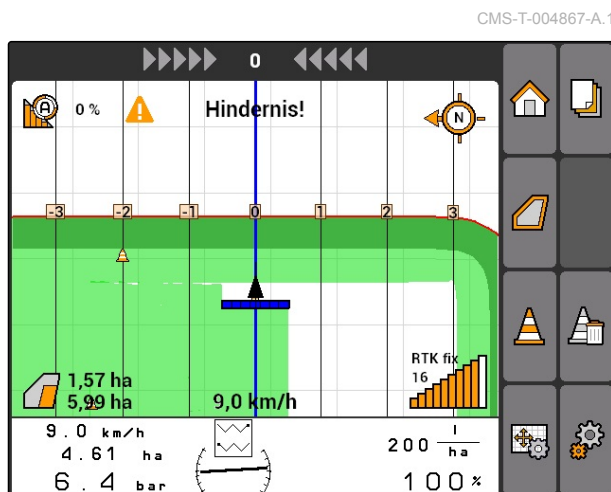 CMS-T-004867-A.1
0
A
0 %
Hindernis!
N
-3 -2 -1 0 1 2 3
RTK fix
16
1,57 ha
5,99 ha
9,0 km/h
9.0 km/h
4.61 ha
6.4 bar
200 l/ha
100 %